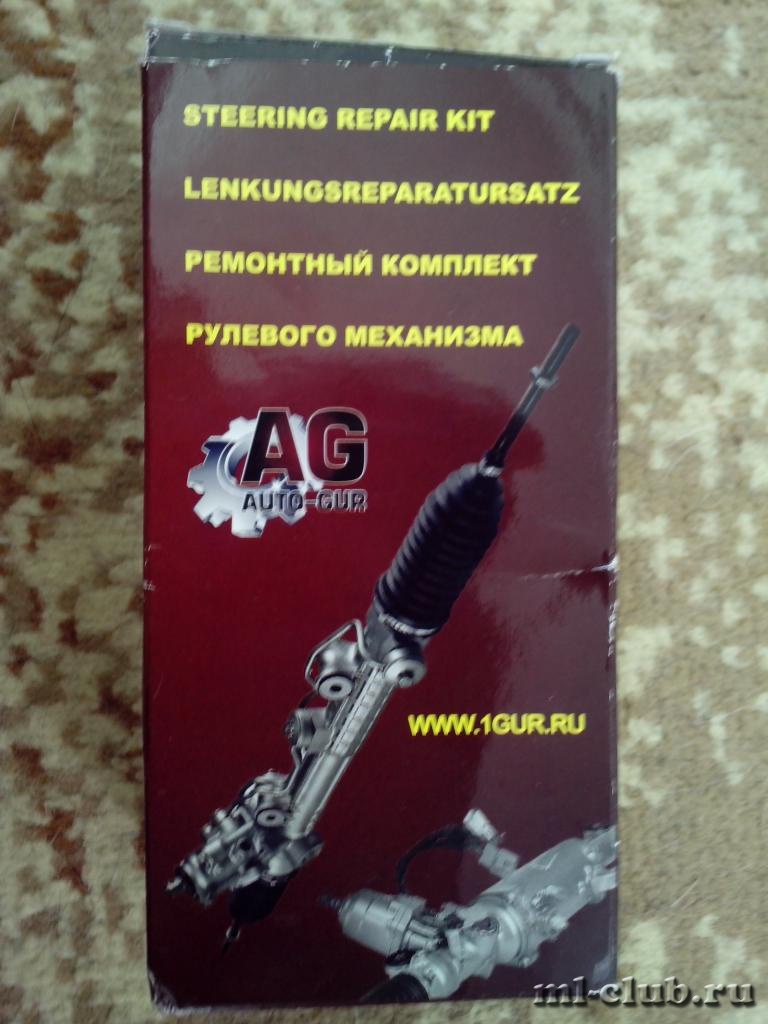 STEERING REPAIR KIT
LENKUNGSREPARATURSATZ
РЕМОНТНЫЙ КОМПЛЕКТ
РУЛЕВОГО МЕХАНИЗМА
AG
AUTO-GUR
WWW.1GUR.RU
ml-club.ru